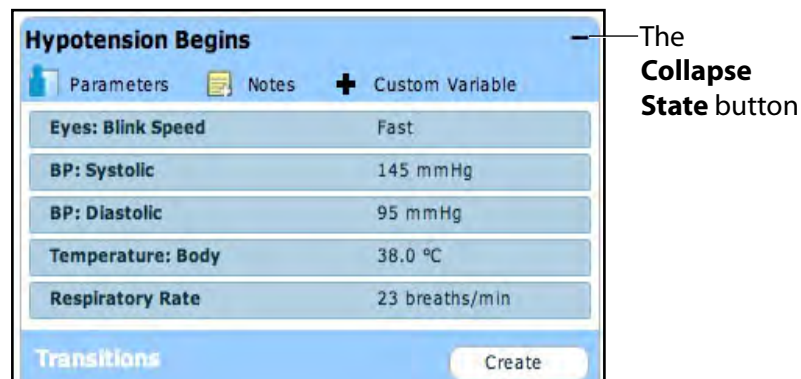 Hypotension Begins
Parameters Notes Custom Variable
Eyes: Blink Speed Fast
BP: Systolic 145 mmHg
BP: Diastolic 95 mmHg
Temperature: Body 38.0 °C
Respiratory Rate 23 breaths/min
Transitions Create
The
Collapse
State button